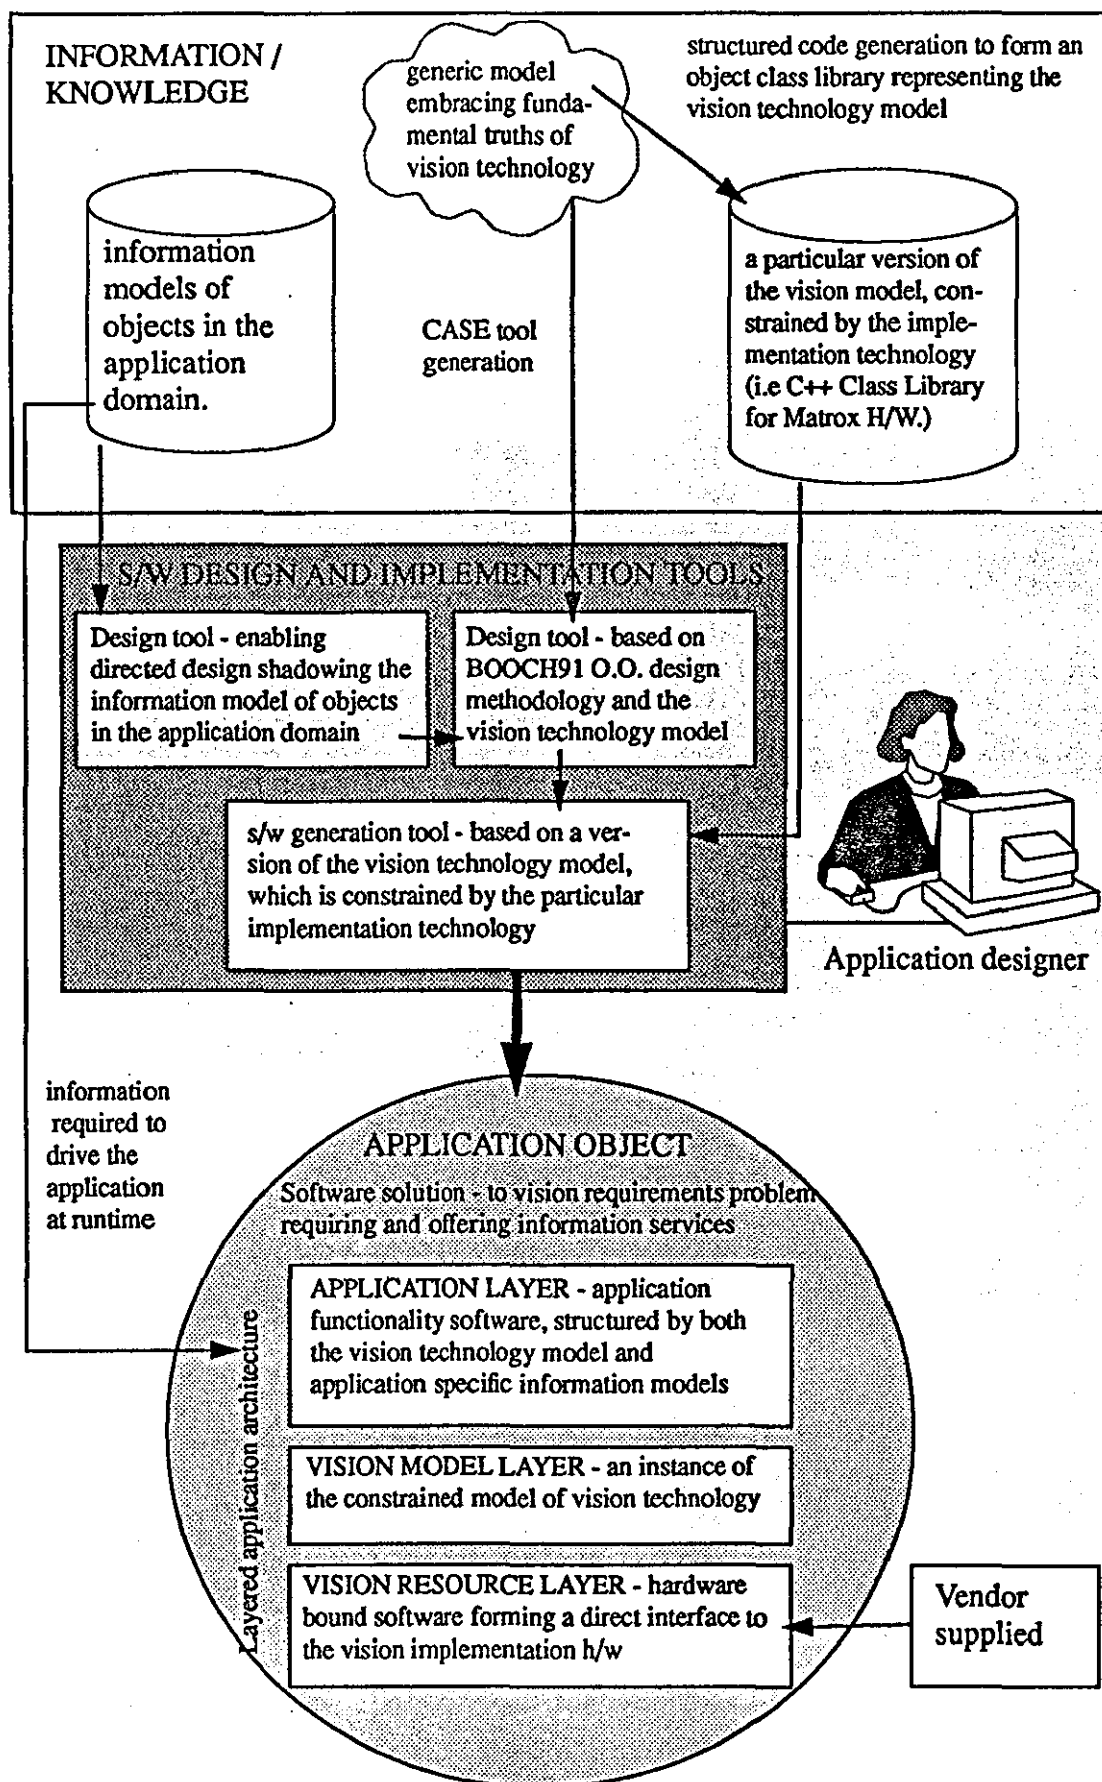 INFORMATION /
KNOWLEDGE
generic model
embracing funda-
mental truths of
vision technology
structured code generation to form an
object class library representing the
vision technology model
information
models of
objects in the
application
domain.
CASE tool
generation
a particular version of
the vision model, con-
strained by the imple-
mentation technology
(i.e C++ Class Library
for Matrox H/W.)
S/W DESIGN AND IMPLEMENTATION TOOLS
Design tool - enabling
directed design shadowing the
information model of objects
in the application domain
Design tool - based on
BOOCH91 O.O. design
methodology and the
vision technology model
s/w generation tool - based on a ver-
sion of the vision technology model,
which is constrained by the particular
implementation technology
Application designer
information
required to
drive the
application
at runtime
APPLICATION OBJECT
Software solution - to vision requirements problem
requiring and offering information services
Layered application architecture
APPLICATION LAYER - application
functionality software, structured by both
the vision technology model and
application specific information models
VISION MODEL LAYER - an instance of
the constrained model of vision technology
VISION RESOURCE LAYER - hardware
bound software forming a direct interface to
the vision implementation h/w
Vendor
supplied